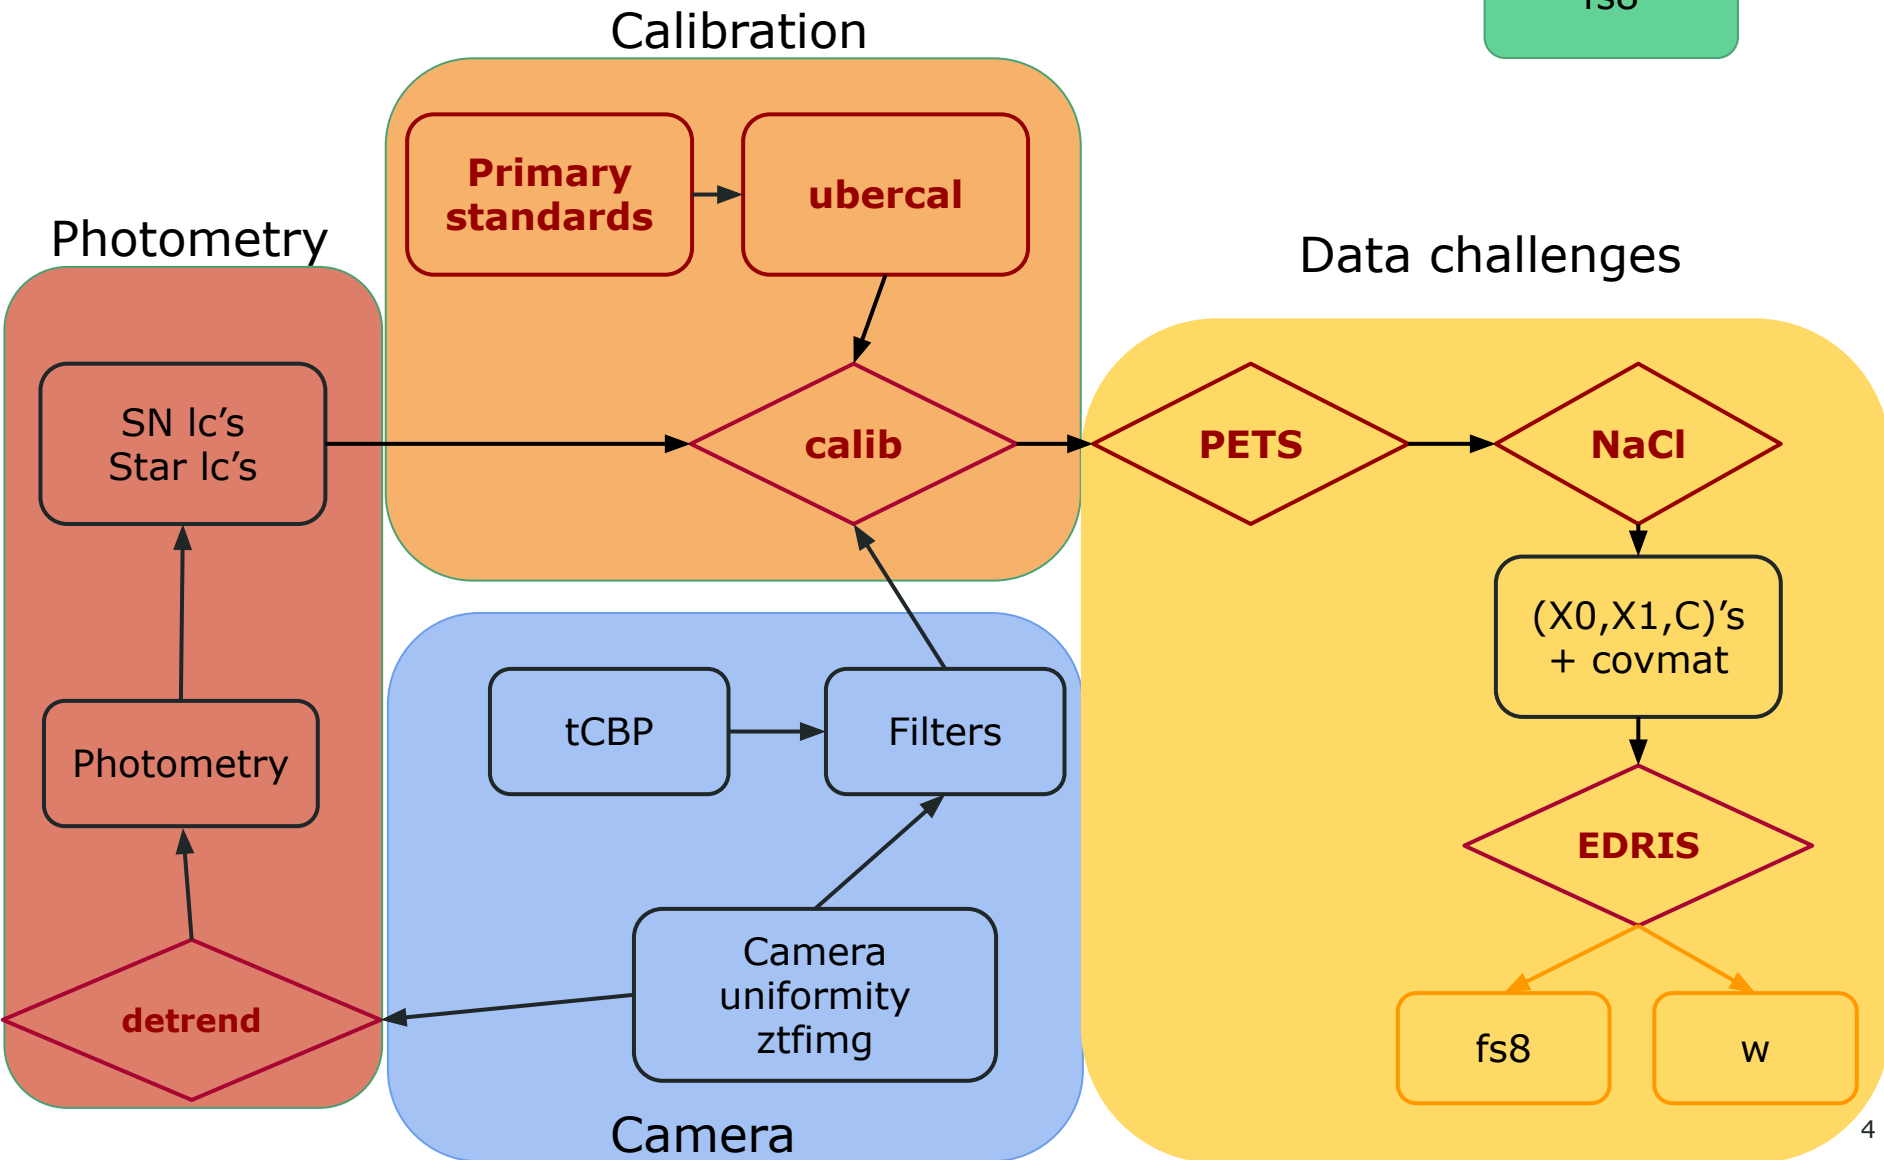 fs8
Calibration
Primary
standards
ubercal
Photometry
Data challenges
SN lc’s
Star lc’s
calib
PETS
NaCl
(X0,X1,C)’s
+ covmat
tCBP
Filters
Photometry
EDRIS
Camera
uniformity
ztfimg
detrend
fs8
w
Camera
4